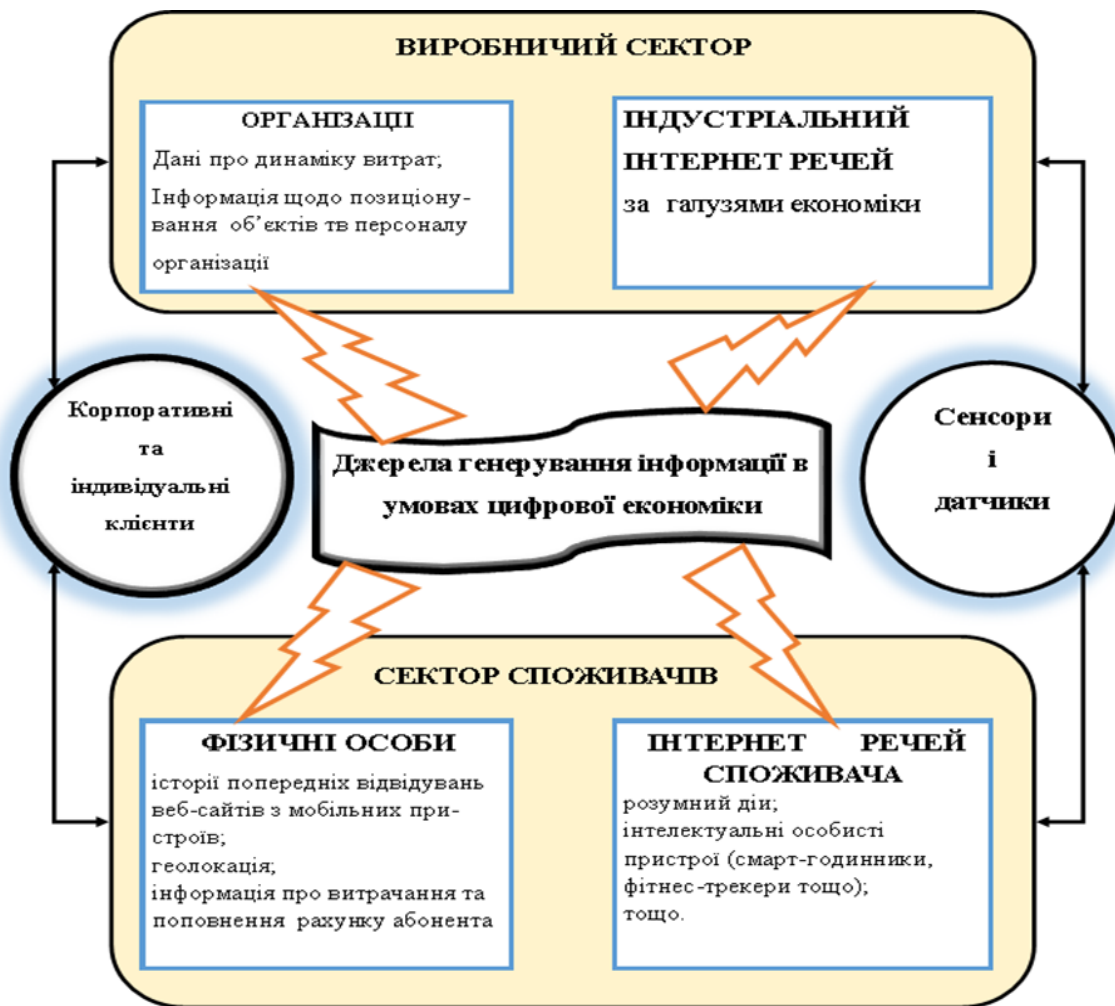 ВИРОБНИЧИЙ СЕКТОР
ОРГАНІЗАЦІЇ
Дані про динаміку витрат;
Інформація щодо позиціону-
вання об’єктів тв персоналу
організації
ІНДУСТРІАЛЬНИЙ
ІНТЕРНЕТ РЕЧЕЙ
за галузями економіки
Корпоративні
та
індивідуальні
клієнти
Джерела генерування інформації в
умовах цифрової економіки
Сенсори
і
датчики
СЕКТОР СПОЖИВАЧІВ
ФІЗИЧНІ ОСОБИ
історії попередніх відвідувань
веб-сайтів з мобільних при-
строїв;
геолокація;
інформація про витрачання та
поповнення рахунку абонента
ІНТЕРНЕТ РЕЧЕЙ
СПОЖИВАЧА
розумний діи;
інтелектуальні особисті
пристрої (смарт-годинники,
фітнес-трекери тощо);
тощо.